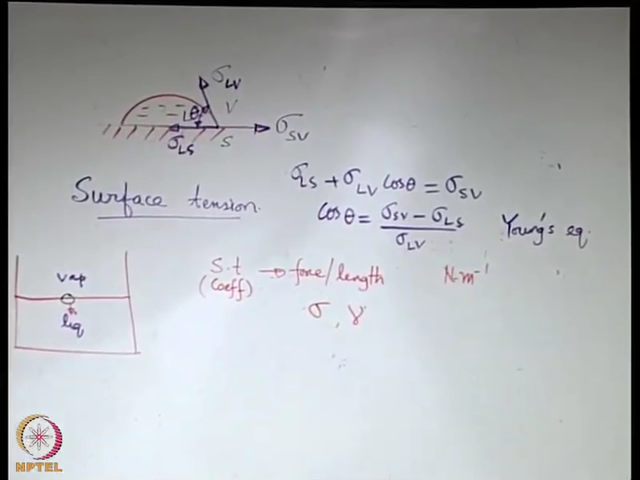 σLV
θ
L
V
σLS
S
σSV
σLS + σLV cosθ = σSV
Surface tension.
cosθ = σSV − σLS / σLV
Young's eq.
vap
liq
S.t → force/length N.m⁻¹
(coeff)
σ, γ
NPTEL